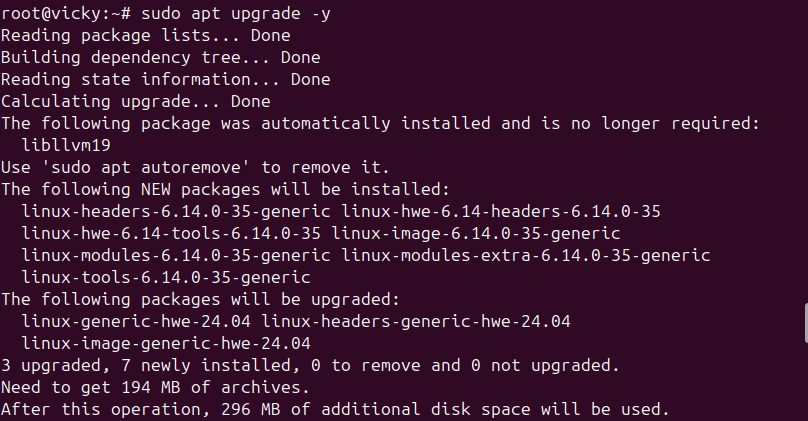 root@vicky:~# sudo apt upgrade -y
Reading package lists... Done
Building dependency tree... Done
Reading state information... Done
Calculating upgrade... Done
The following package was automatically installed and is no longer required:
  libllvm19
Use 'sudo apt autoremove' to remove it.
The following NEW packages will be installed:
  linux-headers-6.14.0-35-generic linux-hwe-6.14-headers-6.14.0-35
  linux-hwe-6.14-tools-6.14.0-35 linux-image-6.14.0-35-generic
  linux-modules-6.14.0-35-generic linux-modules-extra-6.14.0-35-generic
  linux-tools-6.14.0-35-generic
The following packages will be upgraded:
  linux-generic-hwe-24.04 linux-headers-generic-hwe-24.04
  linux-image-generic-hwe-24.04
3 upgraded, 7 newly installed, 0 to remove and 0 not upgraded.
Need to get 194 MB of archives.
After this operation, 296 MB of additional disk space will be used.